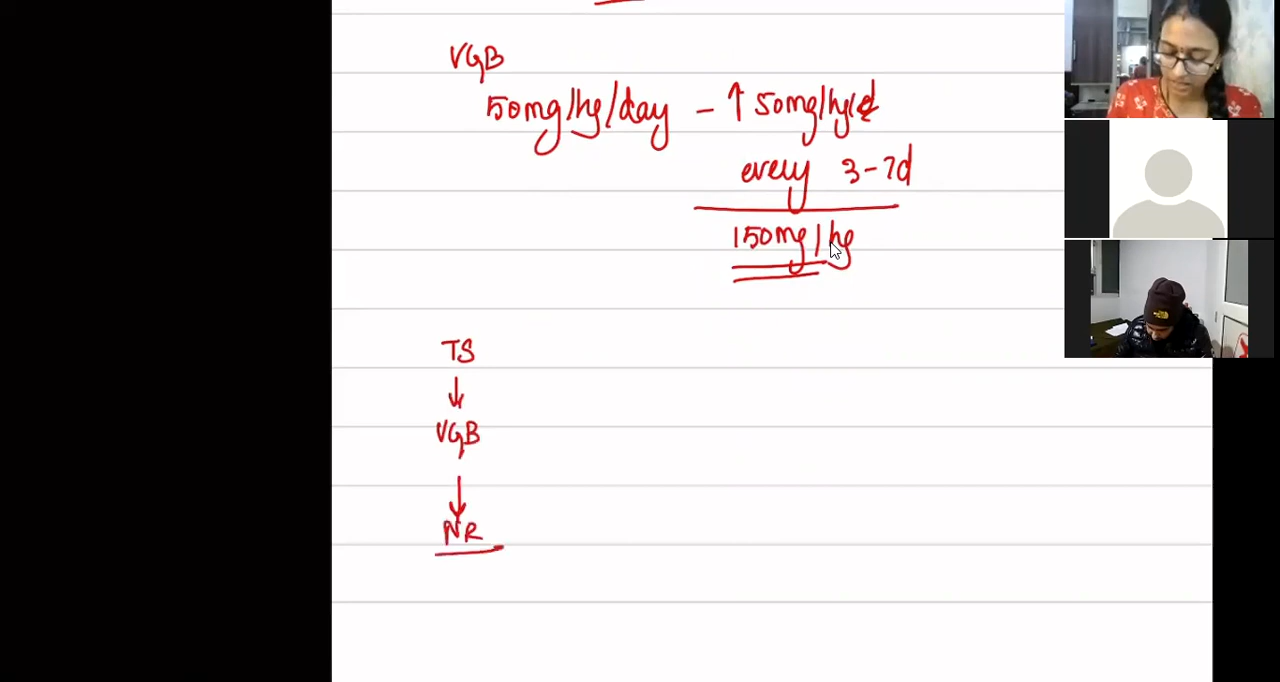 VGB
50mg/kg/day - ↑ 50mg/kg/d
every 3-7d
150mg/kg
TS
↓
VGB
↓
NR